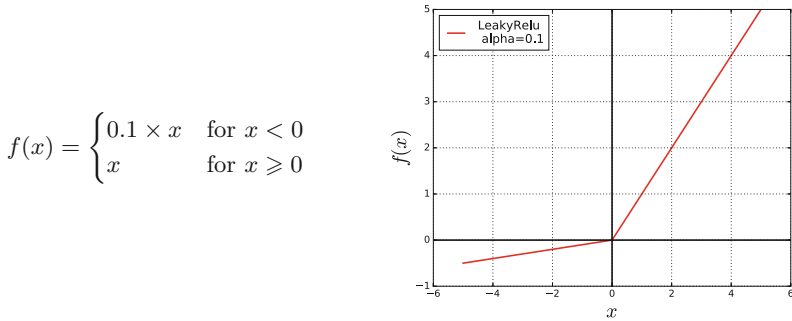 f(x) = { 0.1 × x for x < 0
x for x ⩾ 0
LeakyRelu
alpha=0.1
f(x)
5
4
3
2
1
0
−1
−6 −4 −2 0 2 4 6
x